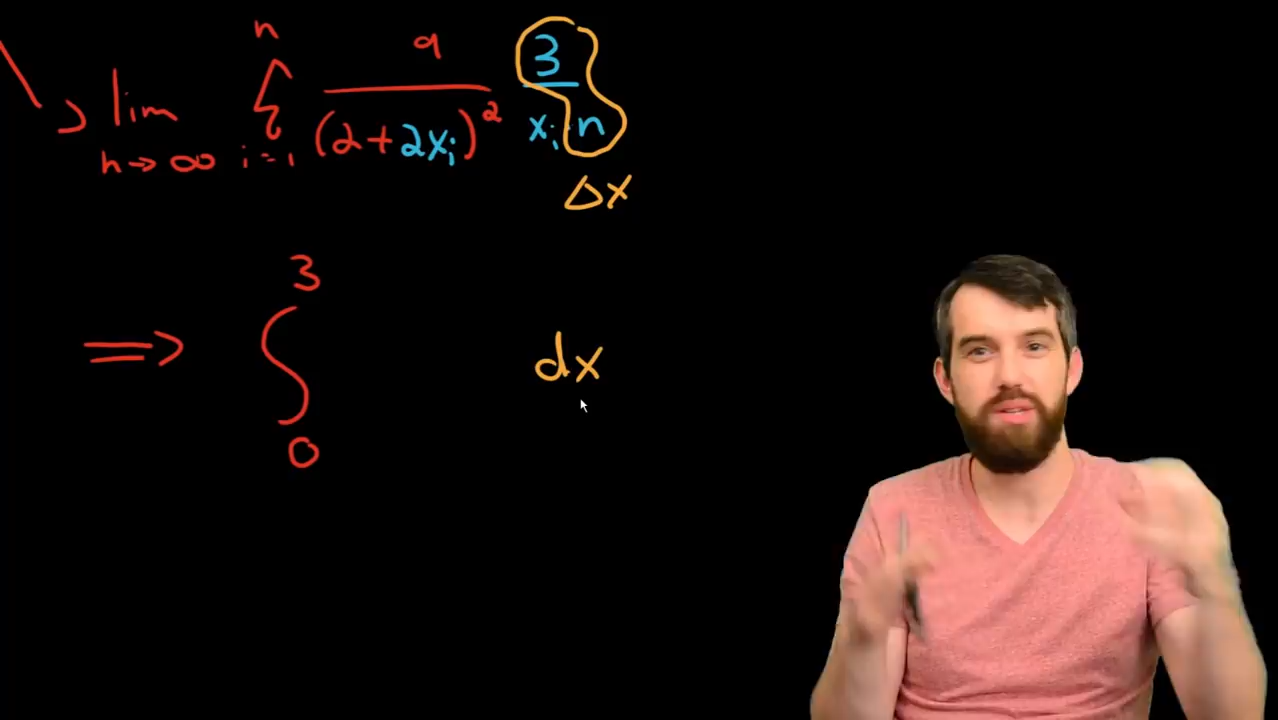 lim n→∞ n Σ i=1 9/(2+2xᵢ)² 3/(xᵢ n)
Δx
⇒ ∫ 3 0 dx